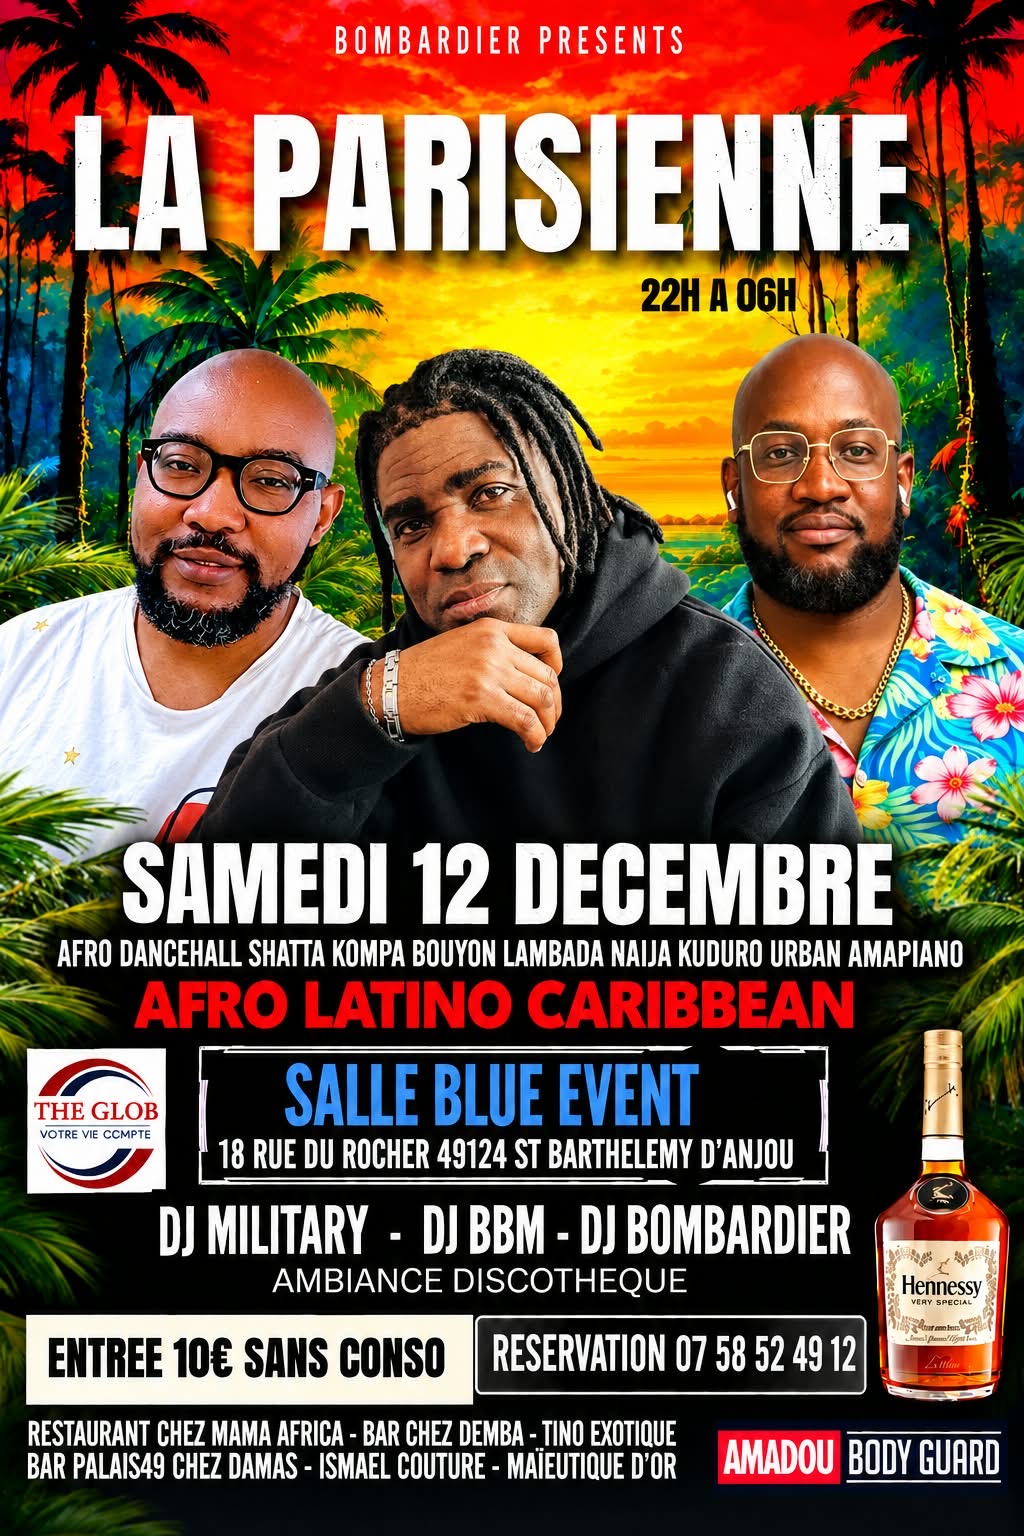 BOMBARDIER PRESENTS
LA PARISIENNE
22H A 06H
SAMEDI 12 DECEMBRE
AFRO DANCEHALL SHATTA KOMPA BOUYON LAMBADA NAIJA KUDURO URBAN AMAPIANO
AFRO LATINO CARIBBEAN
THE GLOB
VOTRE VIE COMPTE
SALLE BLUE EVENT
18 RUE DU ROCHER 49124 ST BARTHELEMY D'ANJOU
DJ MILITARY - DJ BBM - DJ BOMBARDIER
AMBIANCE DISCOTHEQUE
Hennessy
VERY SPECIAL
ENTREE 10€ SANS CONSO
RESERVATION 07 58 52 49 12
RESTAURANT CHEZ MAMA AFRICA - BAR CHEZ DEMBA - TINO EXOTIQUE
BAR PALAIS49 CHEZ DAMAS - ISMAEL COUTURE - MAÏEUTIQUE D'OR
AMADOU BODY GUARD